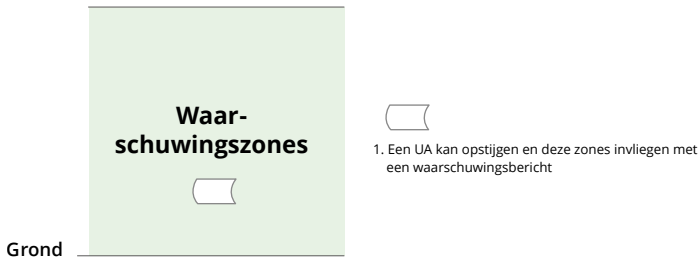 Waar-
schuwingszones
1. Een UA kan opstijgen en deze zones invliegen met
een waarschuwingsbericht
Grond